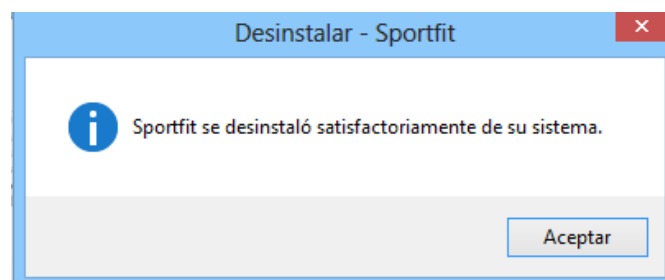 Desinstalar - Sportfit
Sportfit se desinstaló satisfactoriamente de su sistema.
Aceptar